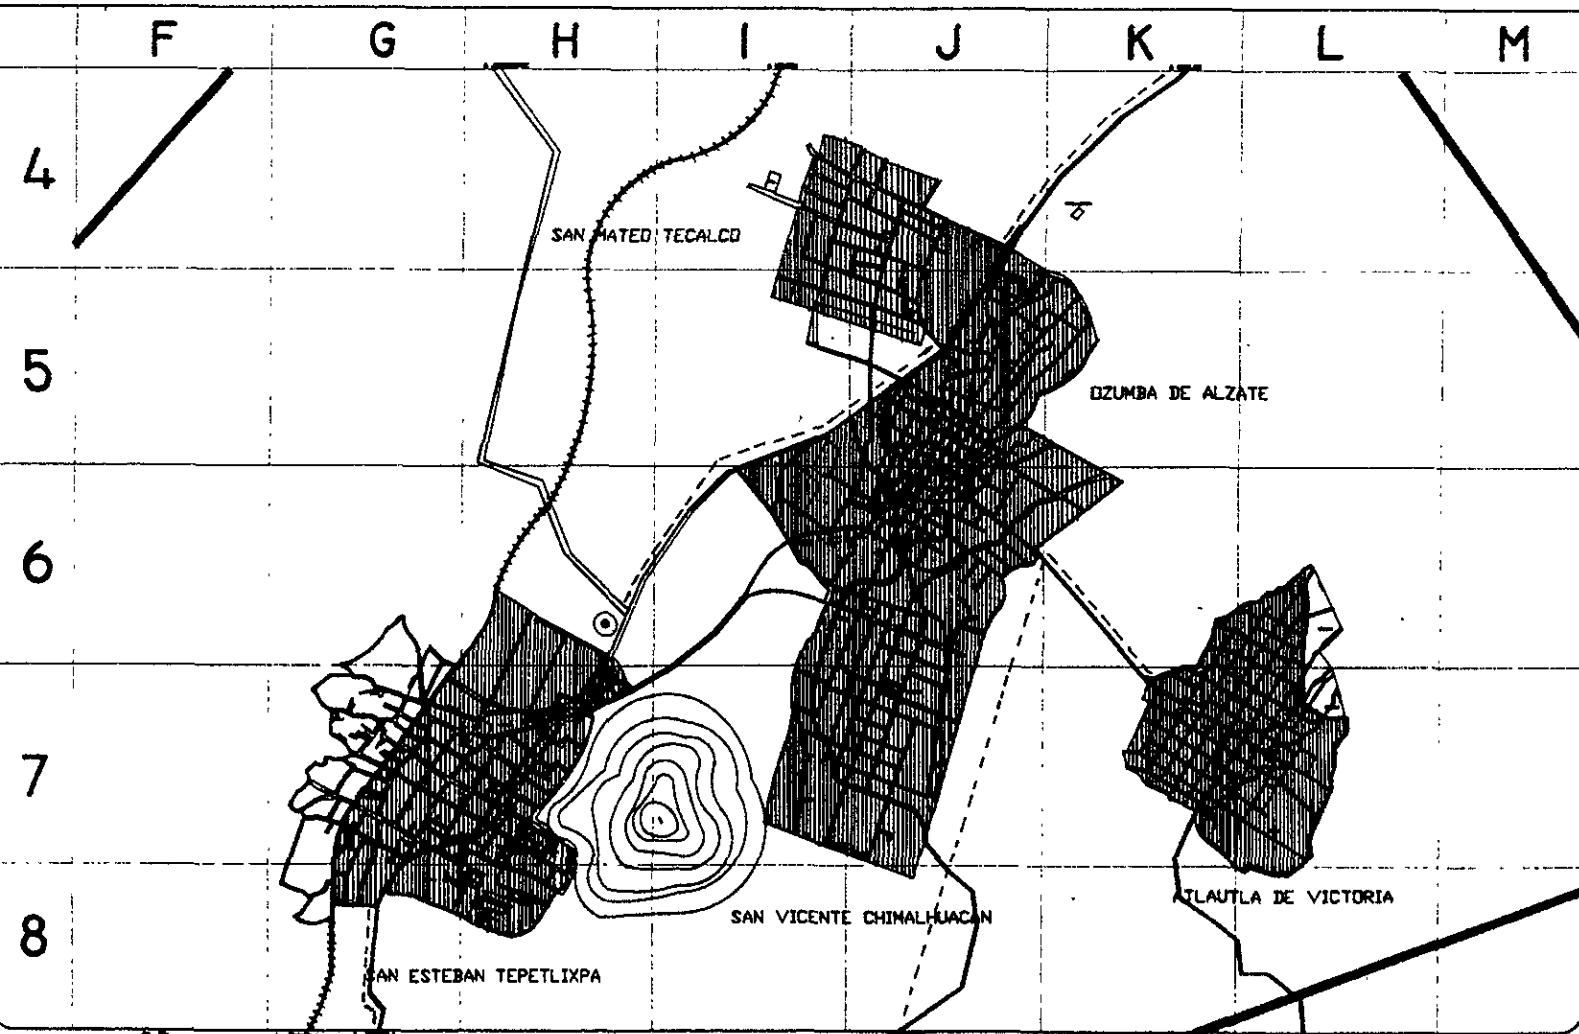 F G H I J K L M
4
SAN MATEO TECALCO
5
OZUMBA DE ALZATE
6
7
ATLAUTLA DE VICTORIA
SAN VICENTE CHIMALHUACAN
8
SAN ESTEBAN TEPETLIXPA